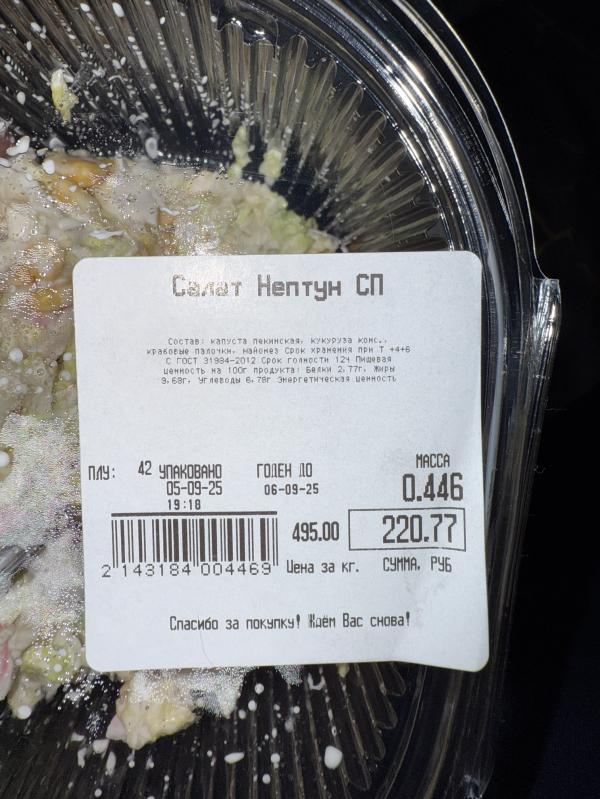 Салат Нептун СП
Состав: капуста пекинская, кукуруза конс.,
крабовые палочки, майонез Срок хранения при Т +4+6
С ГОСТ 31984-2012 Срок годности 12ч Пищевая
ценность на 100г продукта: Белки 2,77г, Жиры
9,68г, Углеводы 6,78г Энергетическая ценность
ПЛУ: 42 УПАКОВАНО ГОДЕН ДО МАССА
05-09-25 06-09-25 0.446
19:18
495.00 220.77
2 143184 004469 Цена за кг. СУММА, РУБ
Спасибо за покупку! Ждём Вас снова!